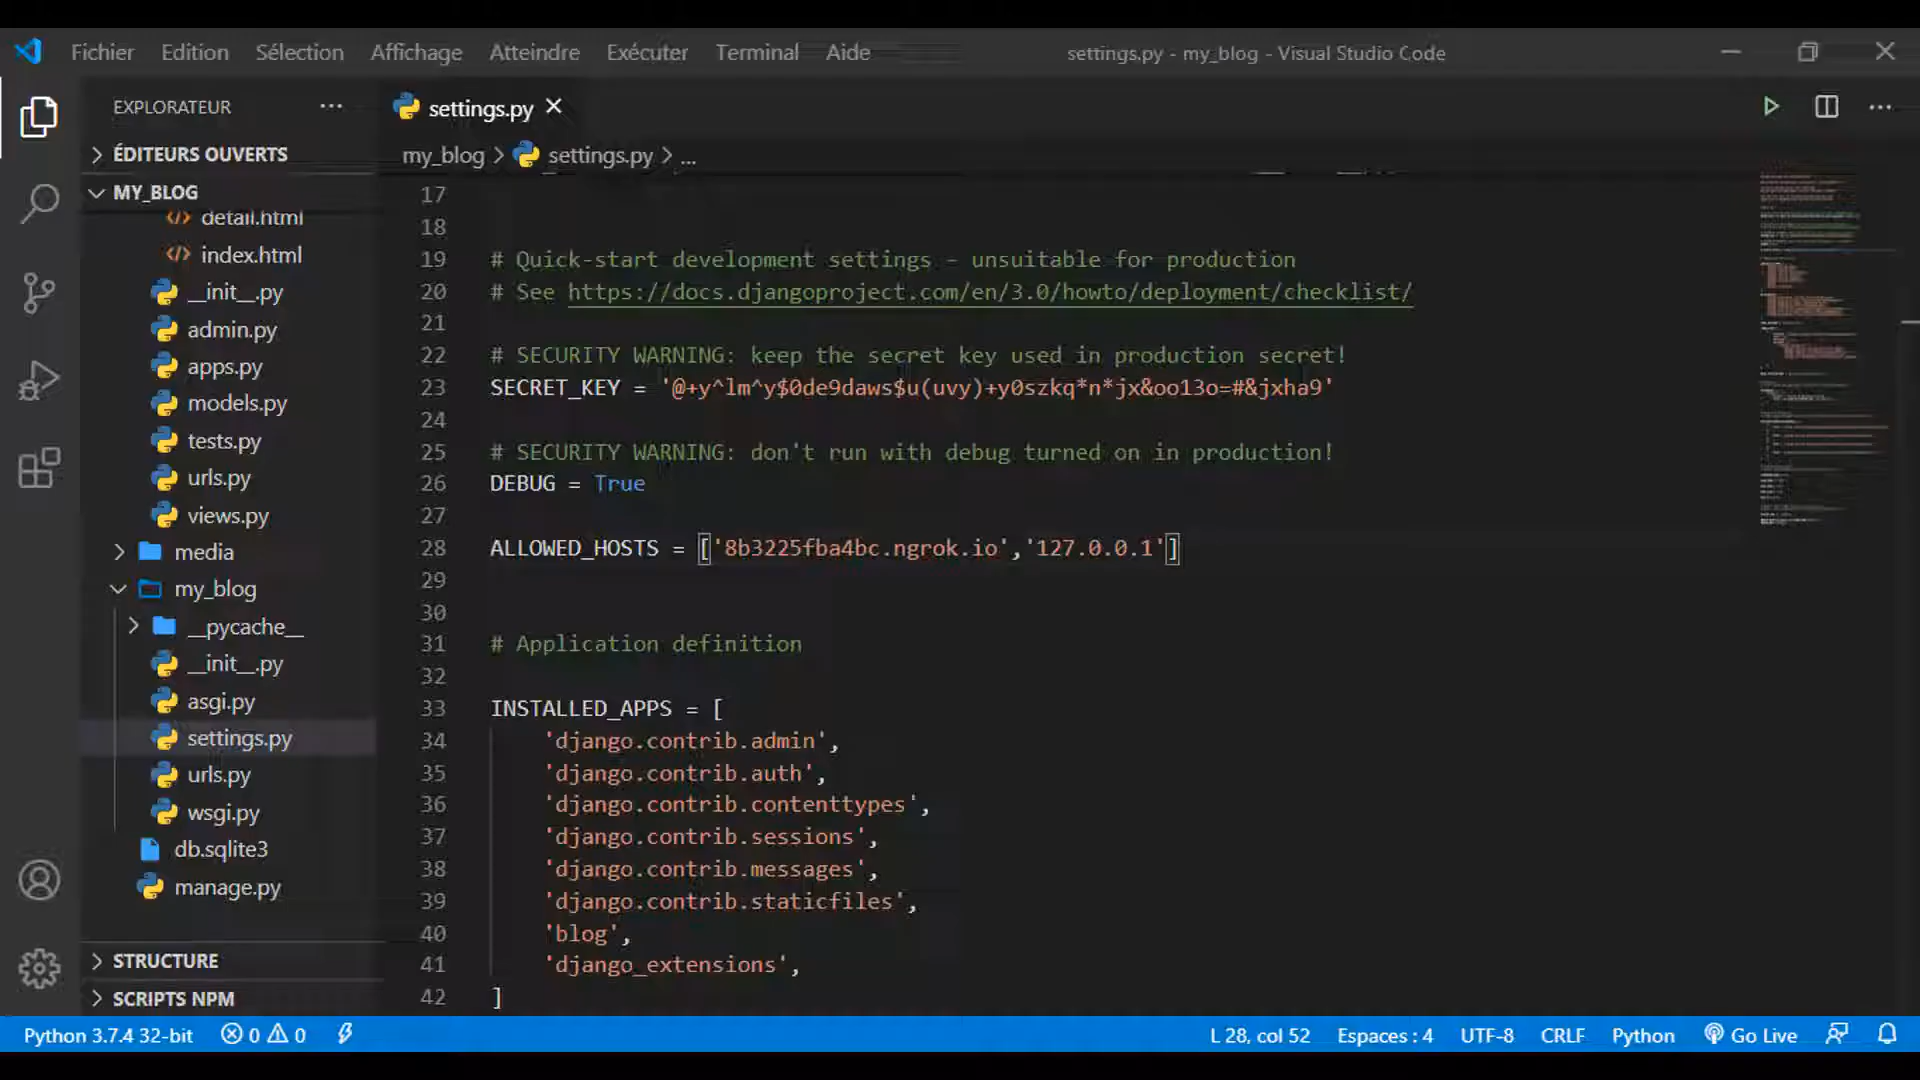 Fichier Edition Sélection Affichage Atteindre Exécuter Terminal Aide settings.py - my_blog - Visual Studio Code
EXPLORATEUR ... settings.py ...
ÉDITEURS OUVERTS
my_blog > settings.py > ...
MY_BLOG
detail.html
index.html
__init__.py
admin.py
apps.py
models.py
tests.py
urls.py
views.py
media
my_blog
__pycache__
__init__.py
asgi.py
settings.py
urls.py
wsgi.py
db.sqlite3
manage.py
STRUCTURE
SCRIPTS NPM
17
18
19 # Quick-start development settings - unsuitable for production
20 # See https://docs.djangoproject.com/en/3.0/howto/deployment/checklist/
21
22 # SECURITY WARNING: keep the secret key used in production secret!
23 SECRET_KEY = '@+y^lm^y$0de9daws$u(uvy)+y0szkq*n*jx&oo13o=#&jxha9'
24
25 # SECURITY WARNING: don't run with debug turned on in production!
26 DEBUG = True
27
28 ALLOWED_HOSTS = ['8b3225fba4bc.ngrok.io','127.0.0.1']
29
30
31 # Application definition
32
33 INSTALLED_APPS = [
34 'django.contrib.admin',
35 'django.contrib.auth',
36 'django.contrib.contenttypes',
37 'django.contrib.sessions',
38 'django.contrib.messages',
39 'django.contrib.staticfiles',
40 'blog',
41 'django_extensions',
42 ]
Python 3.7.4 32-bit 0 0 L 28, col 52 Espaces : 4 UTF-8 CRLF Python Go Live